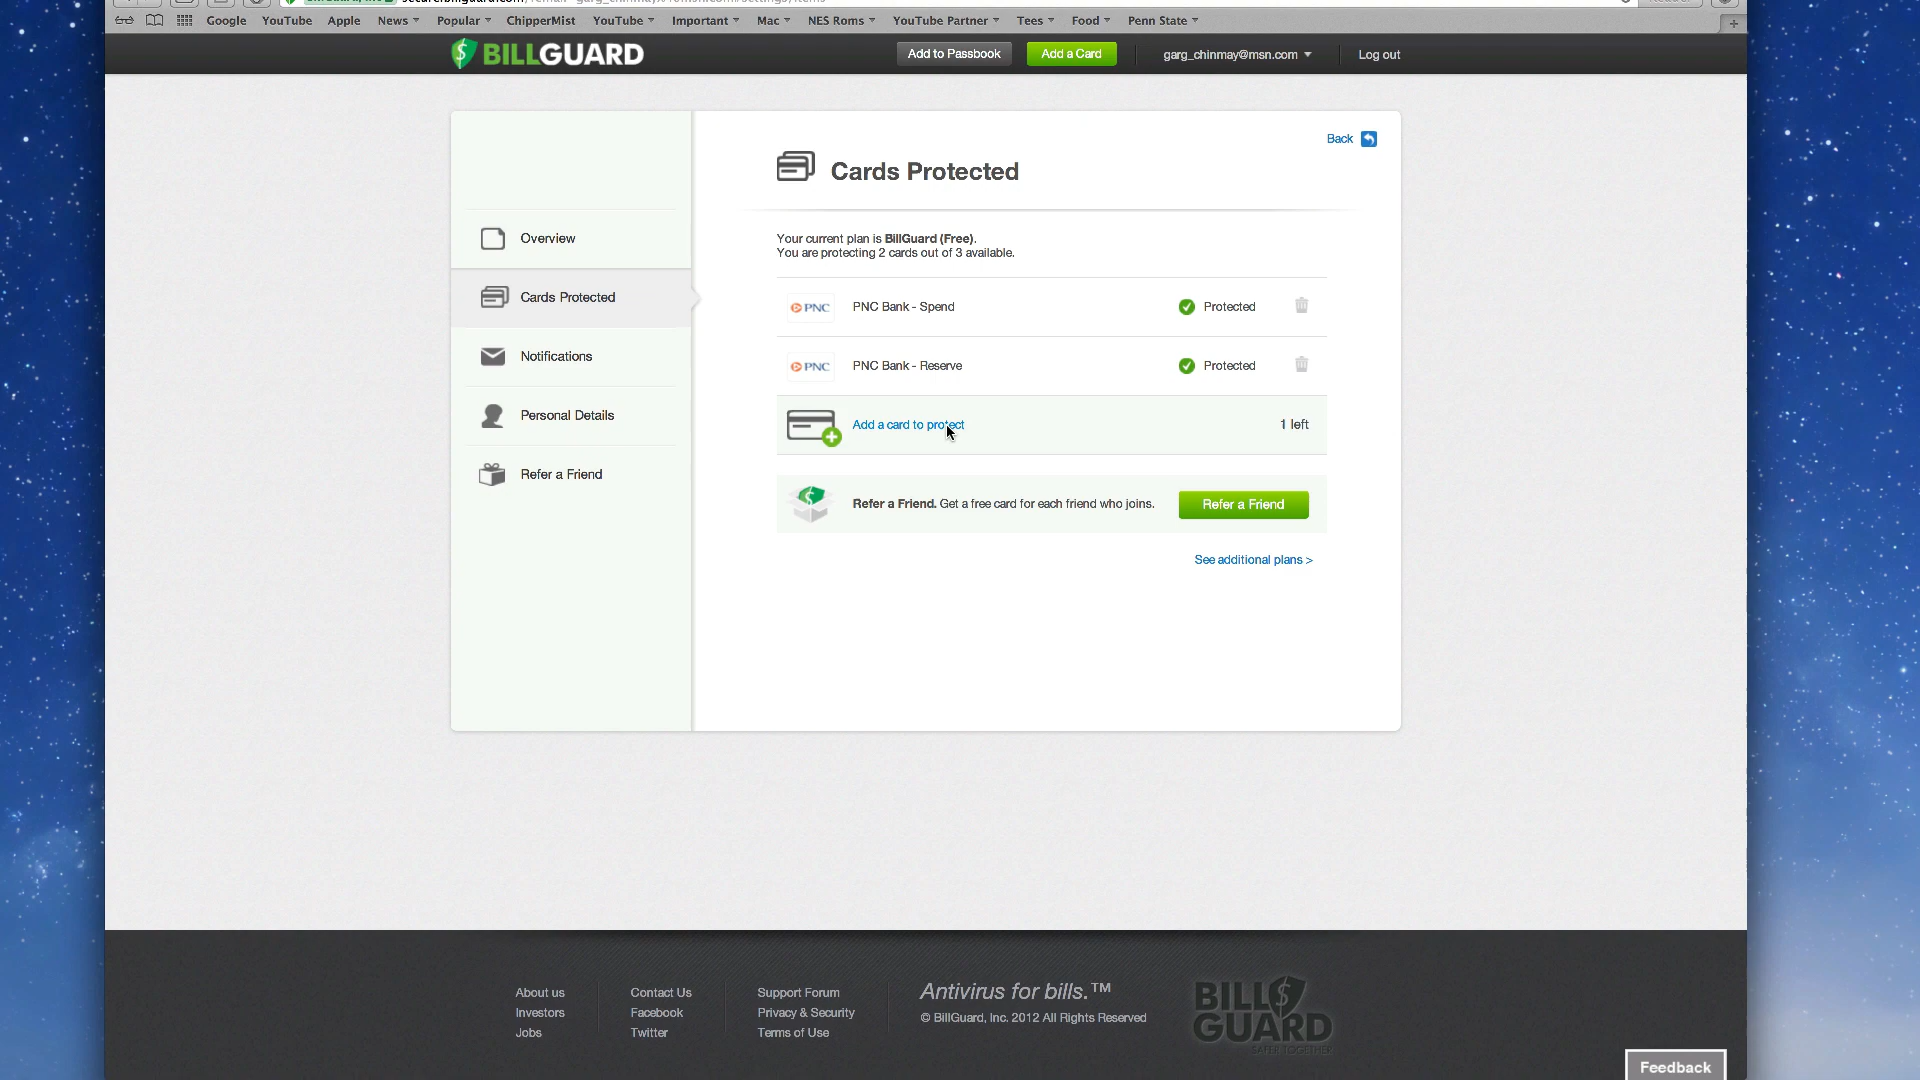 Google YouTube Apple News Popular ChipperMist YouTube Important Mac NES Roms YouTube Partner Tees Food Penn State
BILLGUARD
Add to Passbook
Add a Card
garg_chinmay@msn.com
Log out
Back
Cards Protected
Overview
Cards Protected
Notifications
Personal Details
Refer a Friend
Your current plan is BillGuard (Free).
You are protecting 2 cards out of 3 available.
PNC PNC Bank - Spend Protected
PNC PNC Bank - Reserve Protected
Add a card to protect 1 left
Refer a Friend. Get a free card for each friend who joins. Refer a Friend
See additional plans >
About us
Investors
Jobs
Contact Us
Facebook
Twitter
Support Forum
Privacy & Security
Terms of Use
Antivirus for bills.™
© BillGuard, Inc. 2012 All Rights Reserved
BILL
GUARD
SAFER TOGETHER
Feedback